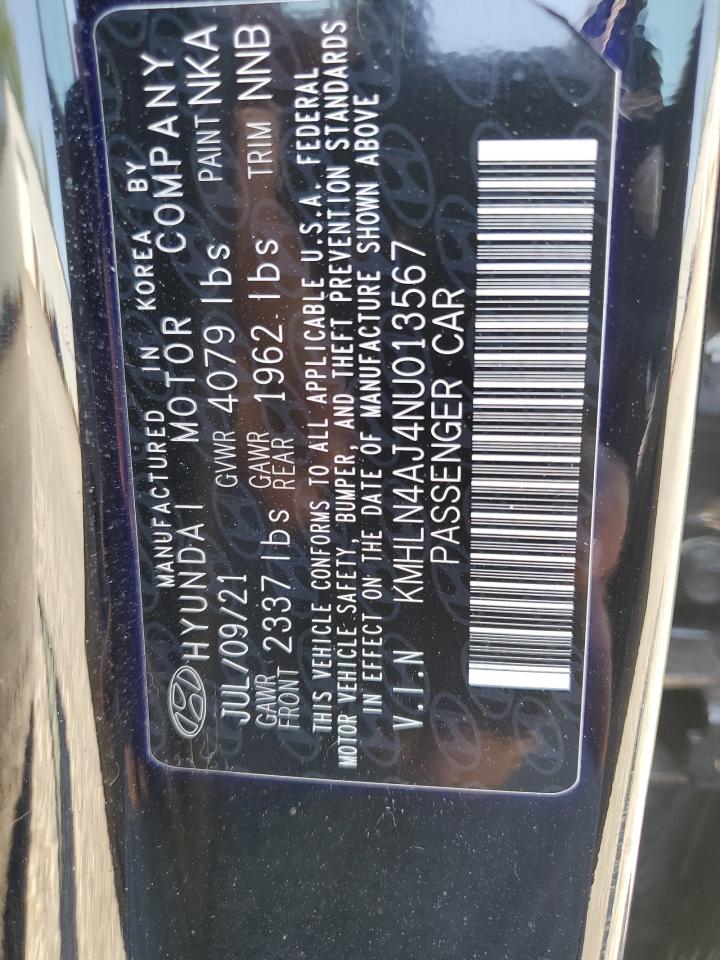 MANUFACTURED IN KOREA BY
HYUNDAI MOTOR COMPANY
JUL/09/21 GVWR 4079 lbs PAINT NKA
GAWR FRONT 2337 lbs GAWR REAR 1962 lbs TRIM NNB
THIS VEHICLE CONFORMS TO ALL APPLICABLE U.S.A. FEDERAL
MOTOR VEHICLE SAFETY, BUMPER, AND THEFT PREVENTION STANDARDS
IN EFFECT ON THE DATE OF MANUFACTURE SHOWN ABOVE
V.I.N KMHLN4AJ4NU013567
PASSENGER CAR